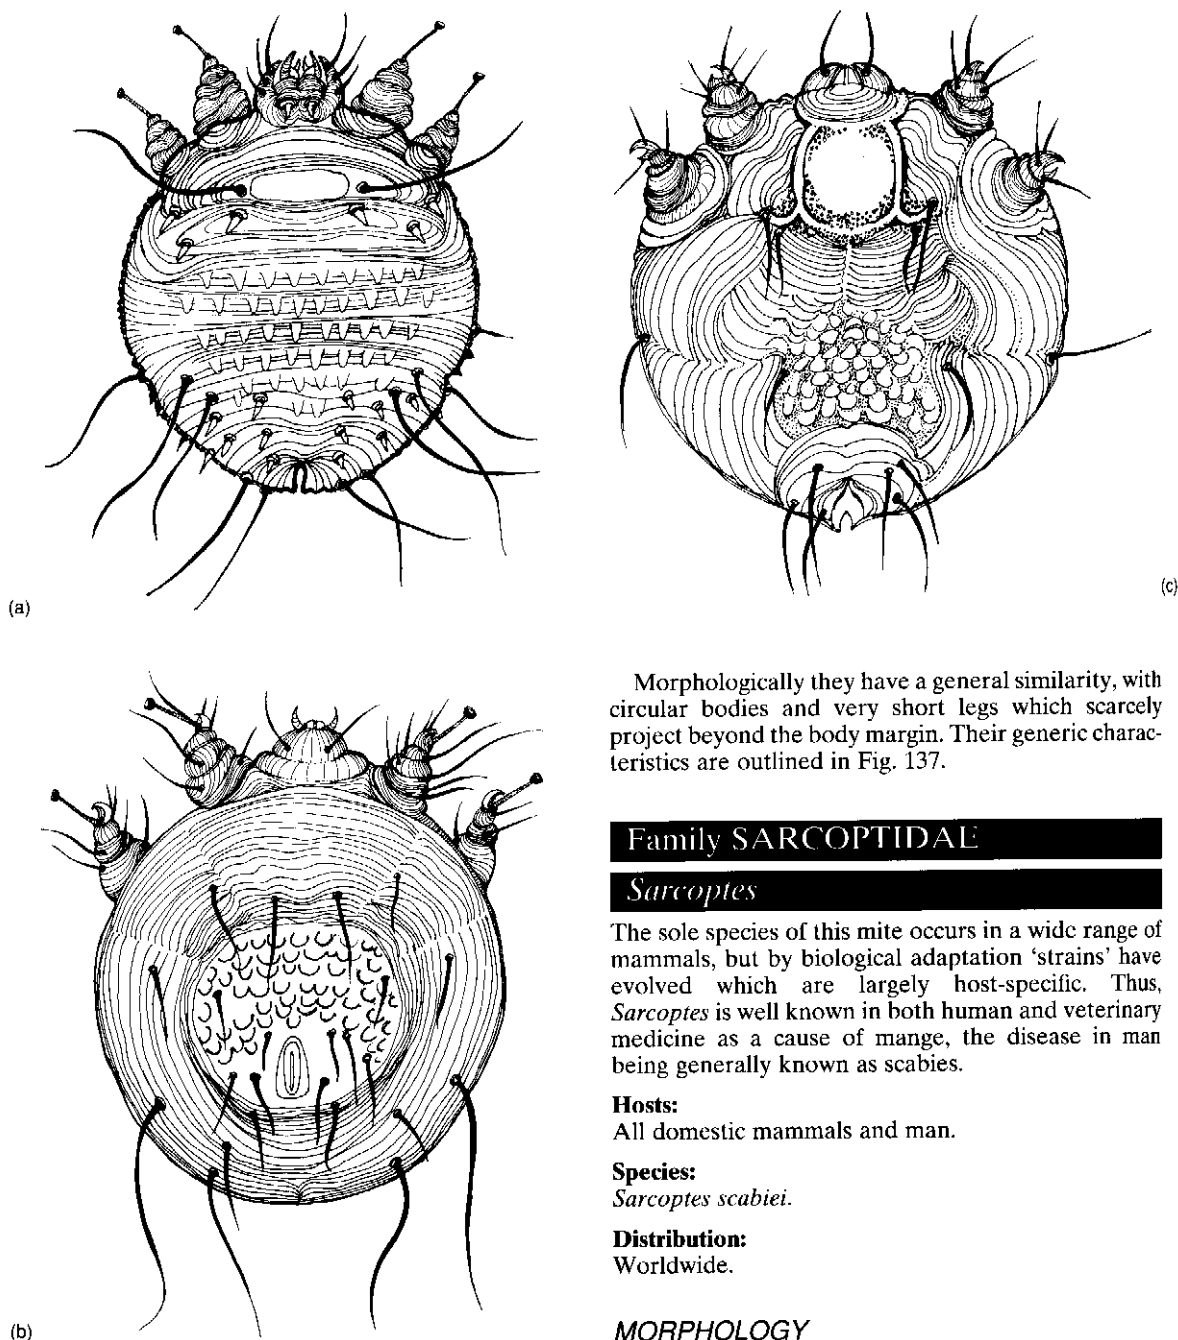 (a)
(c)
(b)
Morphologically they have a general similarity, with
circular bodies and very short legs which scarcely
project beyond the body margin. Their generic charac-
teristics are outlined in Fig. 137.
Family SARCOPTIDAE
Sarcoptes
The sole species of this mite occurs in a wide range of
mammals, but by biological adaptation ‘strains’ have
evolved which are largely host-specific. Thus,
Sarcoptes is well known in both human and veterinary
medicine as a cause of mange, the disease in man
being generally known as scabies.
Hosts:
All domestic mammals and man.
Species:
Sarcoptes scabiei.
Distribution:
Worldwide.
MORPHOLOGY